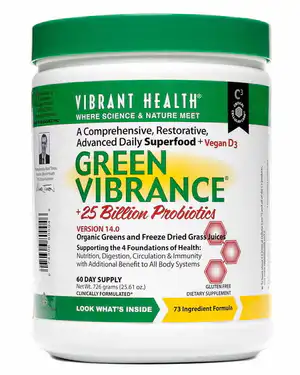 VIBRANT HEALTH®
WHERE SCIENCE & NATURE MEET
C³
A Comprehensive, Restorative,
Advanced Daily Superfood + Vegan D3
GREEN
VIBRANCE®
+25 Billion Probiotics
VERSION 14.0
Organic Greens and Freeze Dried Grass Juices
Supporting the 4 Foundations of Health:
Nutrition, Digestion, Circulation & Immunity
with Additional Benefit to All Body Systems
60 DAY SUPPLY
Net Wt. 726 grams (25.61 oz.)
CLINICALLY FORMULATED*
GLUTEN FREE
DIETARY SUPPLEMENT
LOOK WHAT'S INSIDE
73 Ingredient Formula